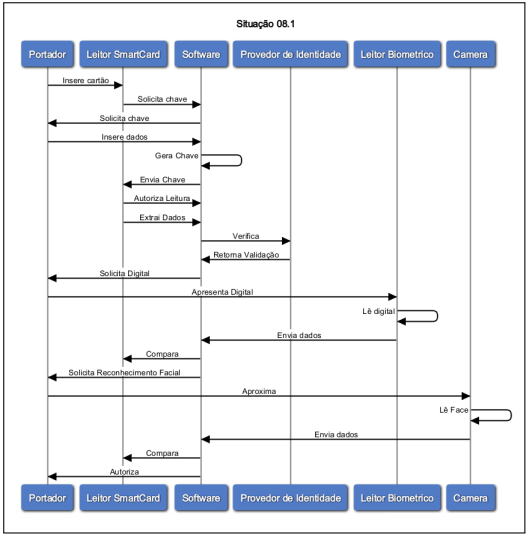 Situação 08.1
Portador Leitor SmartCard Software Provedor de Identidade Leitor Biometrico Camera
Insere cartão
Solicita chave
Solicita chave
Insere dados
Gera Chave
Envia Chave
Autoriza Leitura
Extrai Dados
Verifica
Retorna Validação
Solicita Digital
Apresenta Digital
Lê digital
Envia dados
Compara
Solicita Reconhecimento Facial
Aproxima
Lê Face
Envia dados
Compara
Autoriza
Portador Leitor SmartCard Software Provedor de Identidade Leitor Biometrico Camera